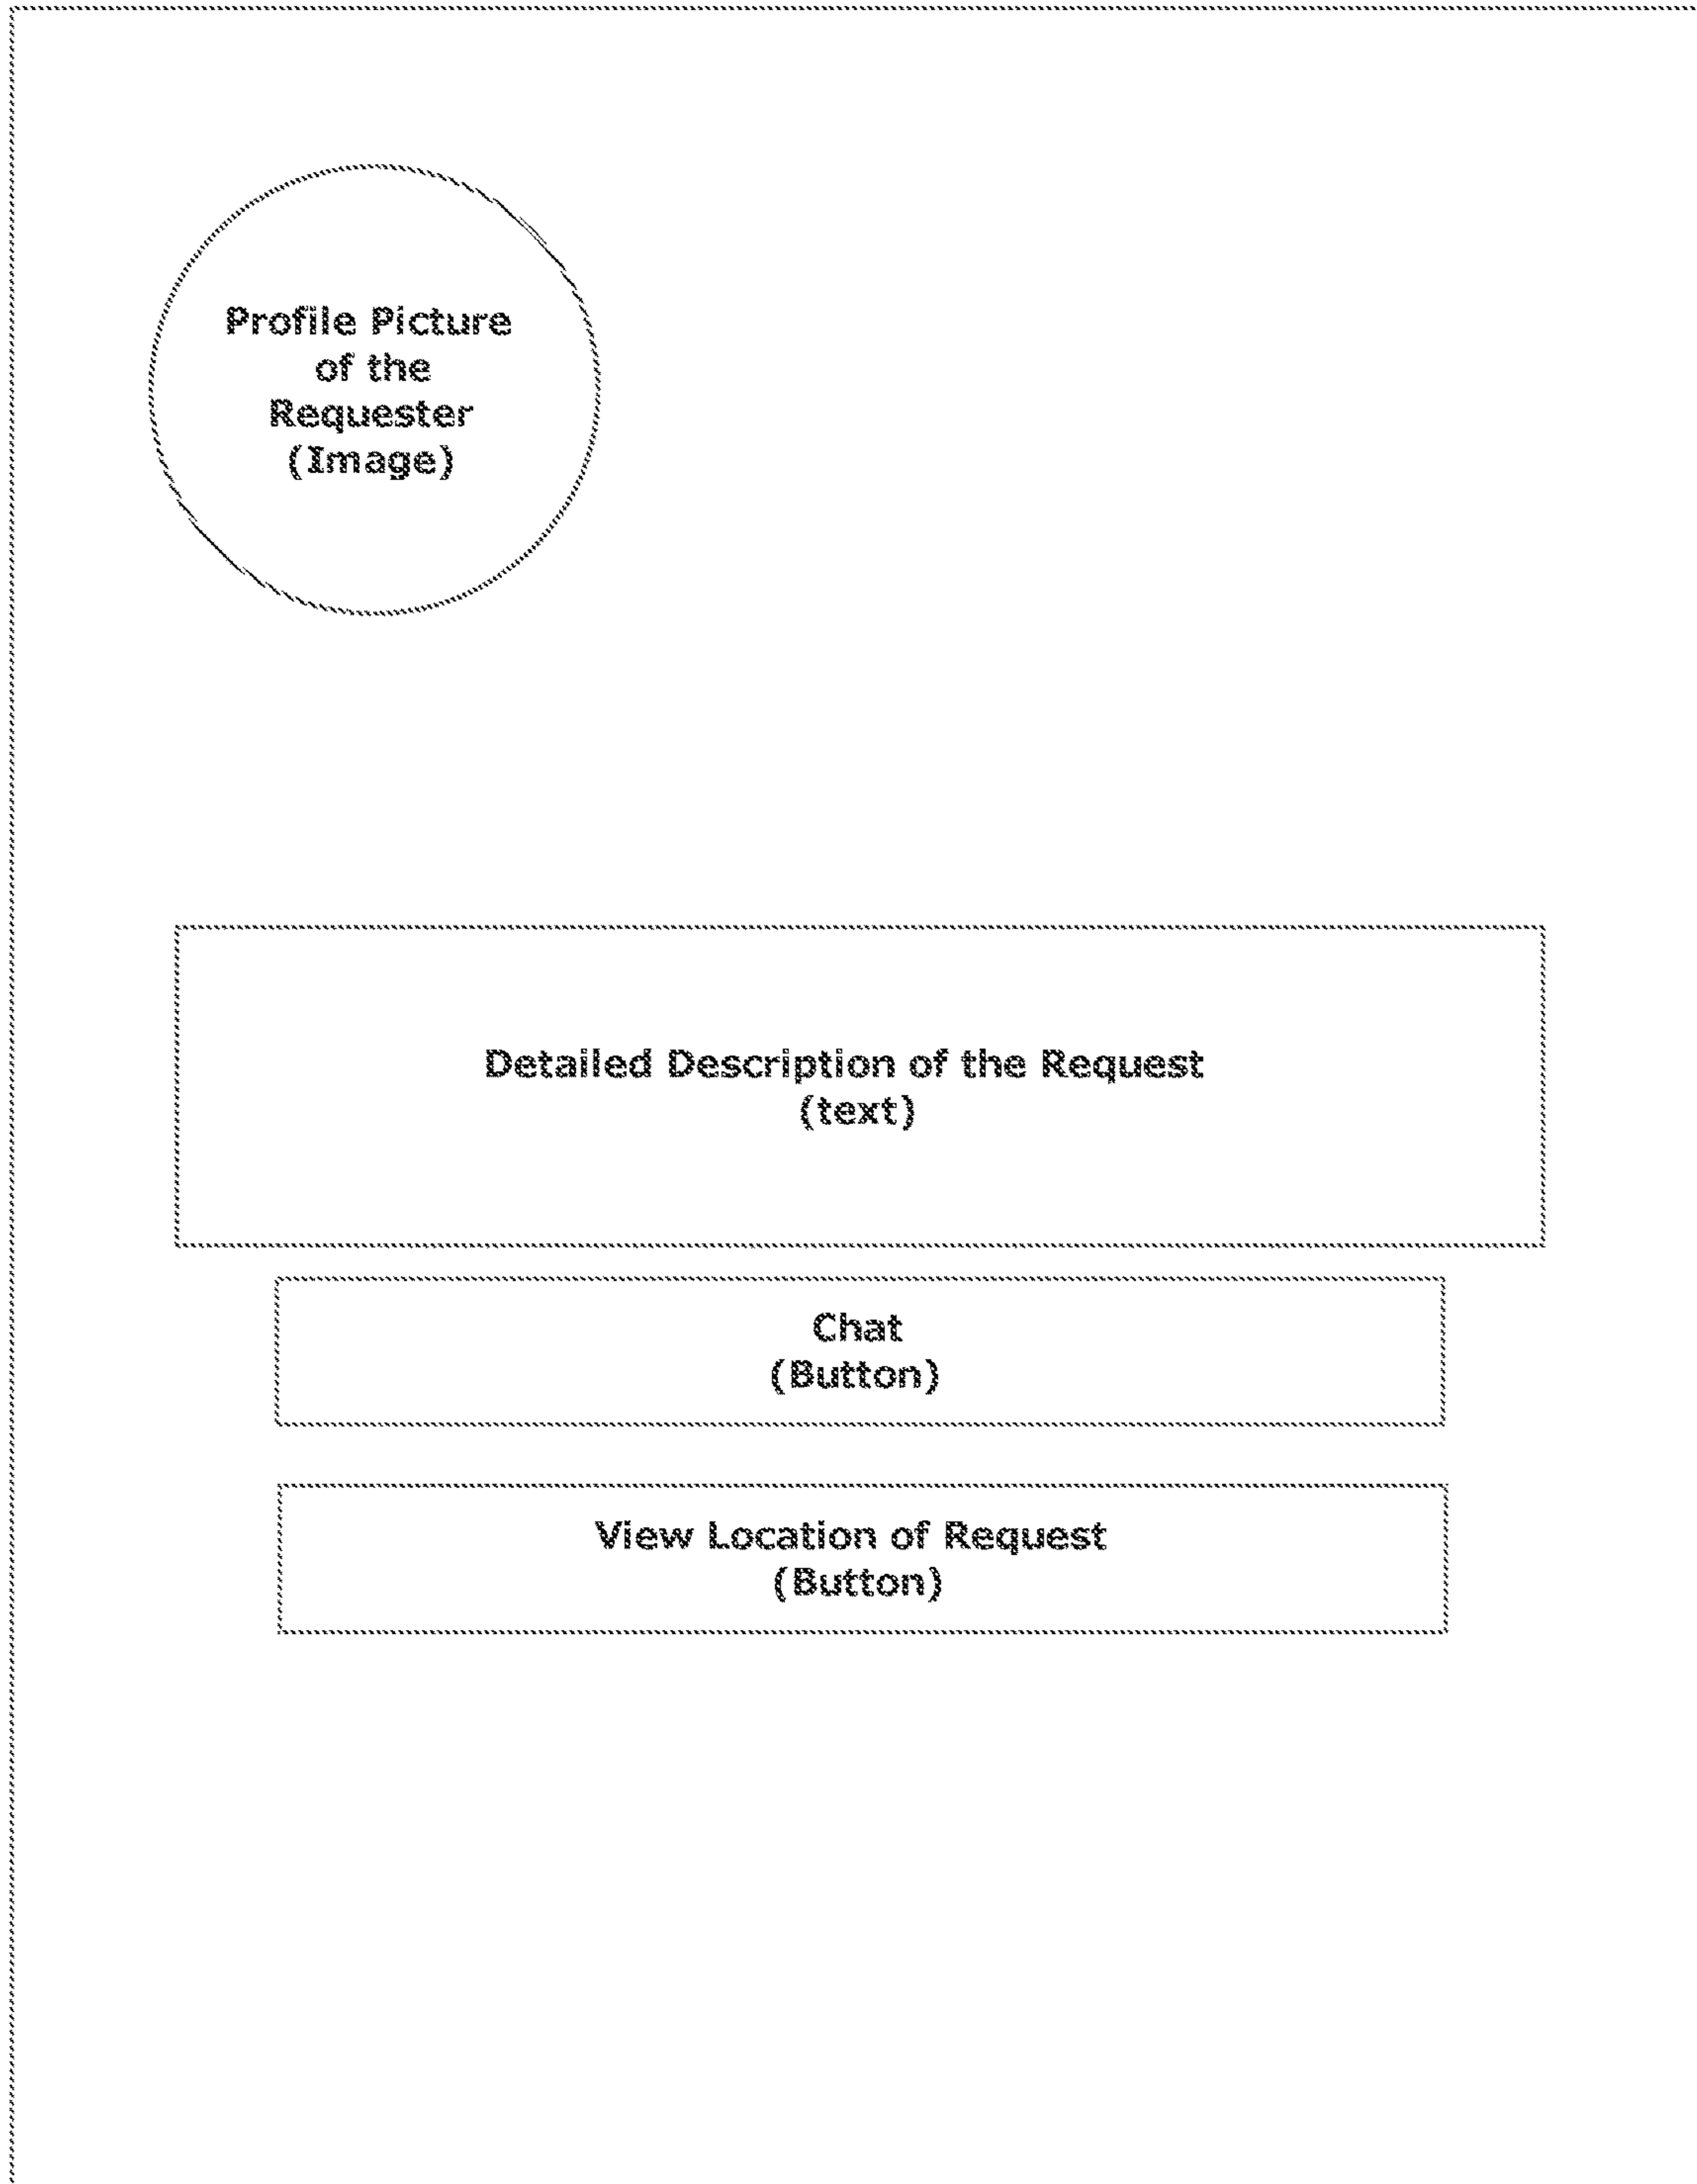 Profile Picture
of the
Requester
(Image)
Detailed Description of the Request
(text)
Chat
(Button)
View Location of Request
(Button)